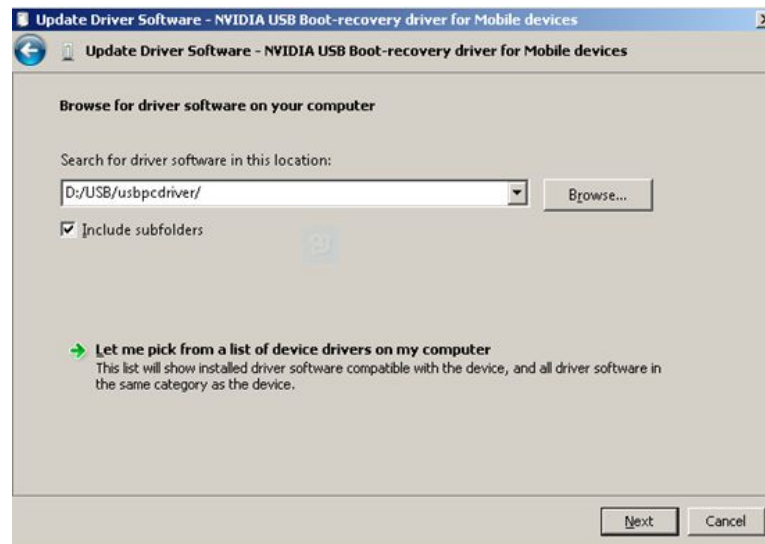 Update Driver Software - NVIDIA USB Boot-recovery driver for Mobile devices
Update Driver Software - NVIDIA USB Boot-recovery driver for Mobile devices
Browse for driver software on your computer
Search for driver software in this location:
D:/USB/usbpcdriver/
Browse...
Include subfolders
Let me pick from a list of device drivers on my computer
This list will show installed driver software compatible with the device, and all driver software in
the same category as the device.
Next
Cancel